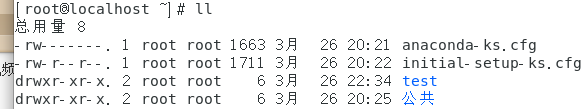 [root@localhost ~]# ll
总用量 8
-rw-------. 1 root root 1663 3月  26 20:21 anaconda-ks.cfg
-rw-r--r--. 1 root root 1711 3月  26 20:22 initial-setup-ks.cfg
drwxr-xr-x. 2 root root    6 3月  26 22:34 test
drwxr-xr-x. 2 root root    6 3月  26 20:25 公共